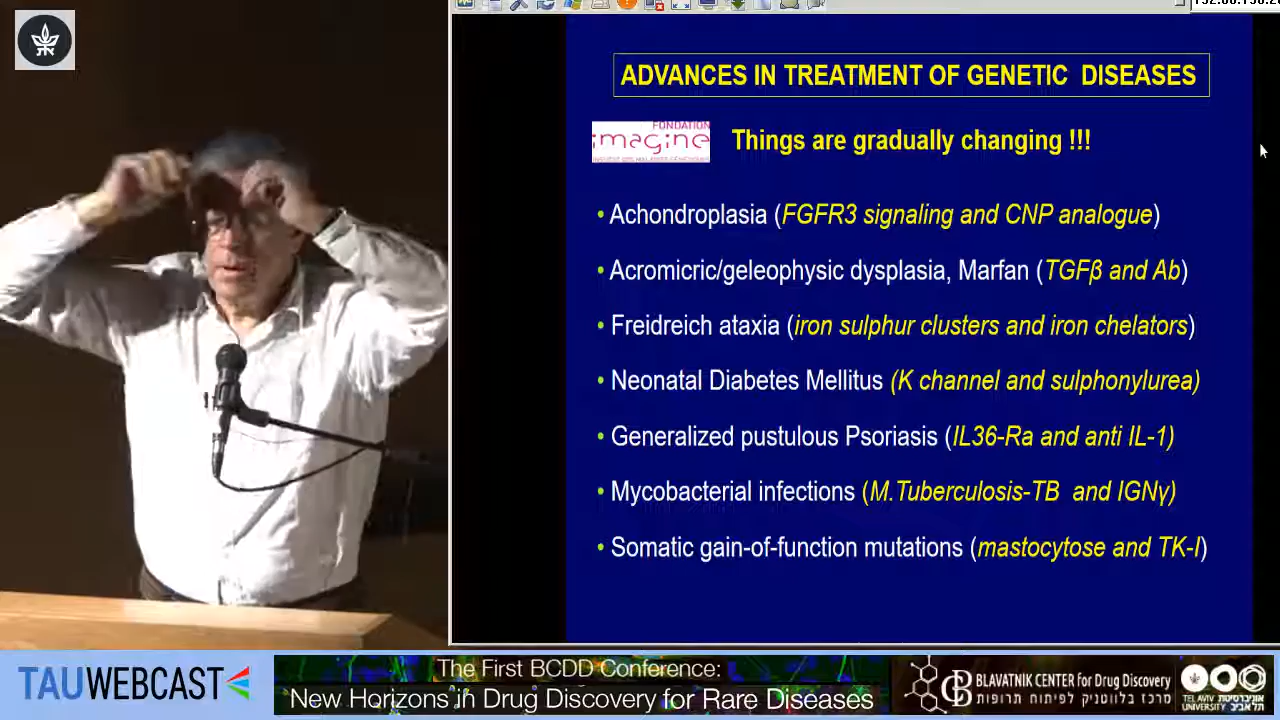 ADVANCES IN TREATMENT OF GENETIC DISEASES
FONDATION
imagine
Things are gradually changing !!!
• Achondroplasia (FGFR3 signaling and CNP analogue)
• Acromicric/geleophysic dysplasia, Marfan (TGFβ and Ab)
• Freidreich ataxia (iron sulphur clusters and iron chelators)
• Neonatal Diabetes Mellitus (K channel and sulphonylurea)
• Generalized pustulous Psoriasis (IL36-Ra and anti IL-1)
• Mycobacterial infections (M.Tuberculosis-TB and IGNγ)
• Somatic gain-of-function mutations (mastocytose and TK-I)
TAUWEBCAST
The First BCDD Conference:
New Horizons in Drug Discovery for Rare Diseases
BLAVATNIK CENTER for Drug Discovery
מרכז בלווטניק לפיתוח תרופות
TEL AVIV UNIVERSITY
אוניברסיטת תל אביב